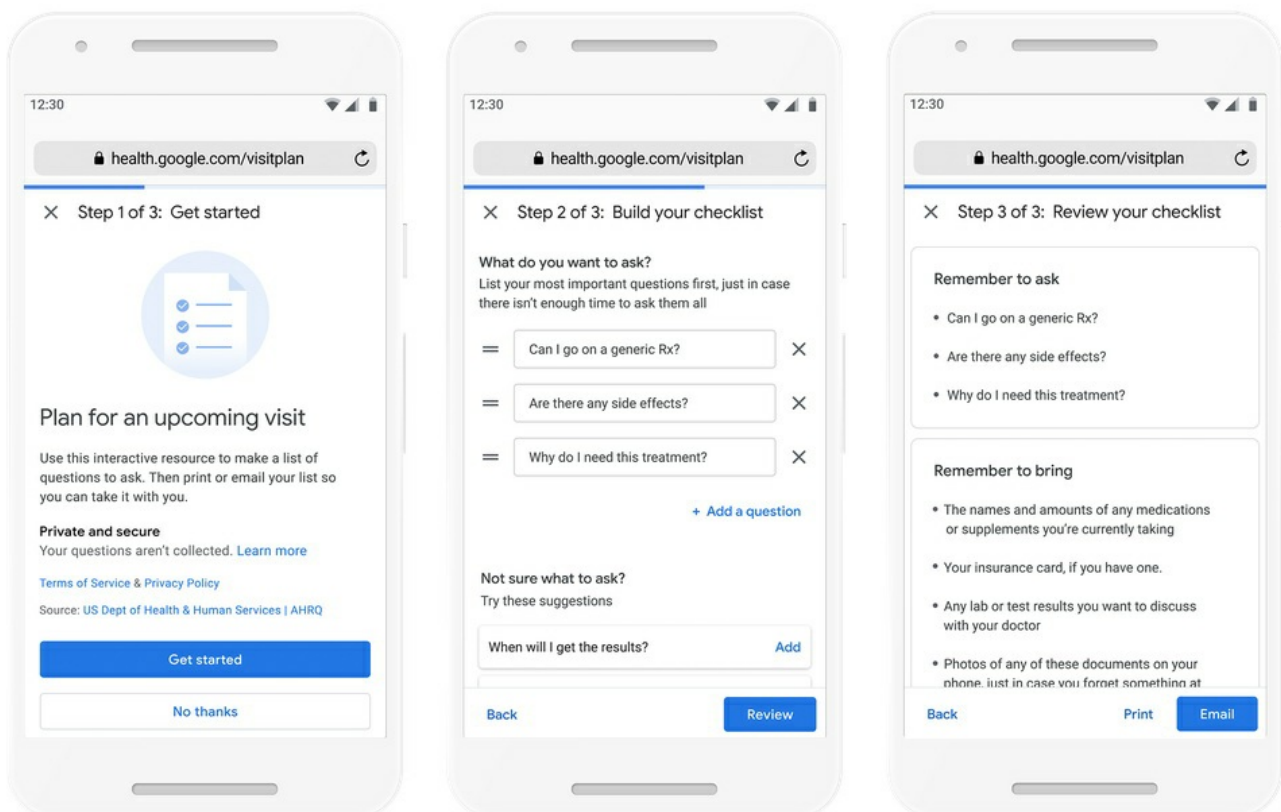 12:30
health.google.com/visitplan
Step 1 of 3: Get started
Plan for an upcoming visit
Use this interactive resource to make a list of
questions to ask. Then print or email your list so
you can take it with you.
Private and secure
Your questions aren't collected. Learn more
Terms of Service & Privacy Policy
Source: US Dept of Health & Human Services | AHRQ
Get started
No thanks
12:30
health.google.com/visitplan
Step 2 of 3: Build your checklist
What do you want to ask?
List your most important questions first, just in case
there isn't enough time to ask them all
Can I go on a generic Rx?
Are there any side effects?
Why do I need this treatment?
+ Add a question
Not sure what to ask?
Try these suggestions
When will I get the results? Add
Back Review
12:30
health.google.com/visitplan
Step 3 of 3: Review your checklist
Remember to ask
• Can I go on a generic Rx?
• Are there any side effects?
• Why do I need this treatment?
Remember to bring
• The names and amounts of any medications
or supplements you're currently taking
• Your insurance card, if you have one.
• Any lab or test results you want to discuss
with your doctor
• Photos of any of these documents on your
phone, just in case you forget something at
Back Print Email